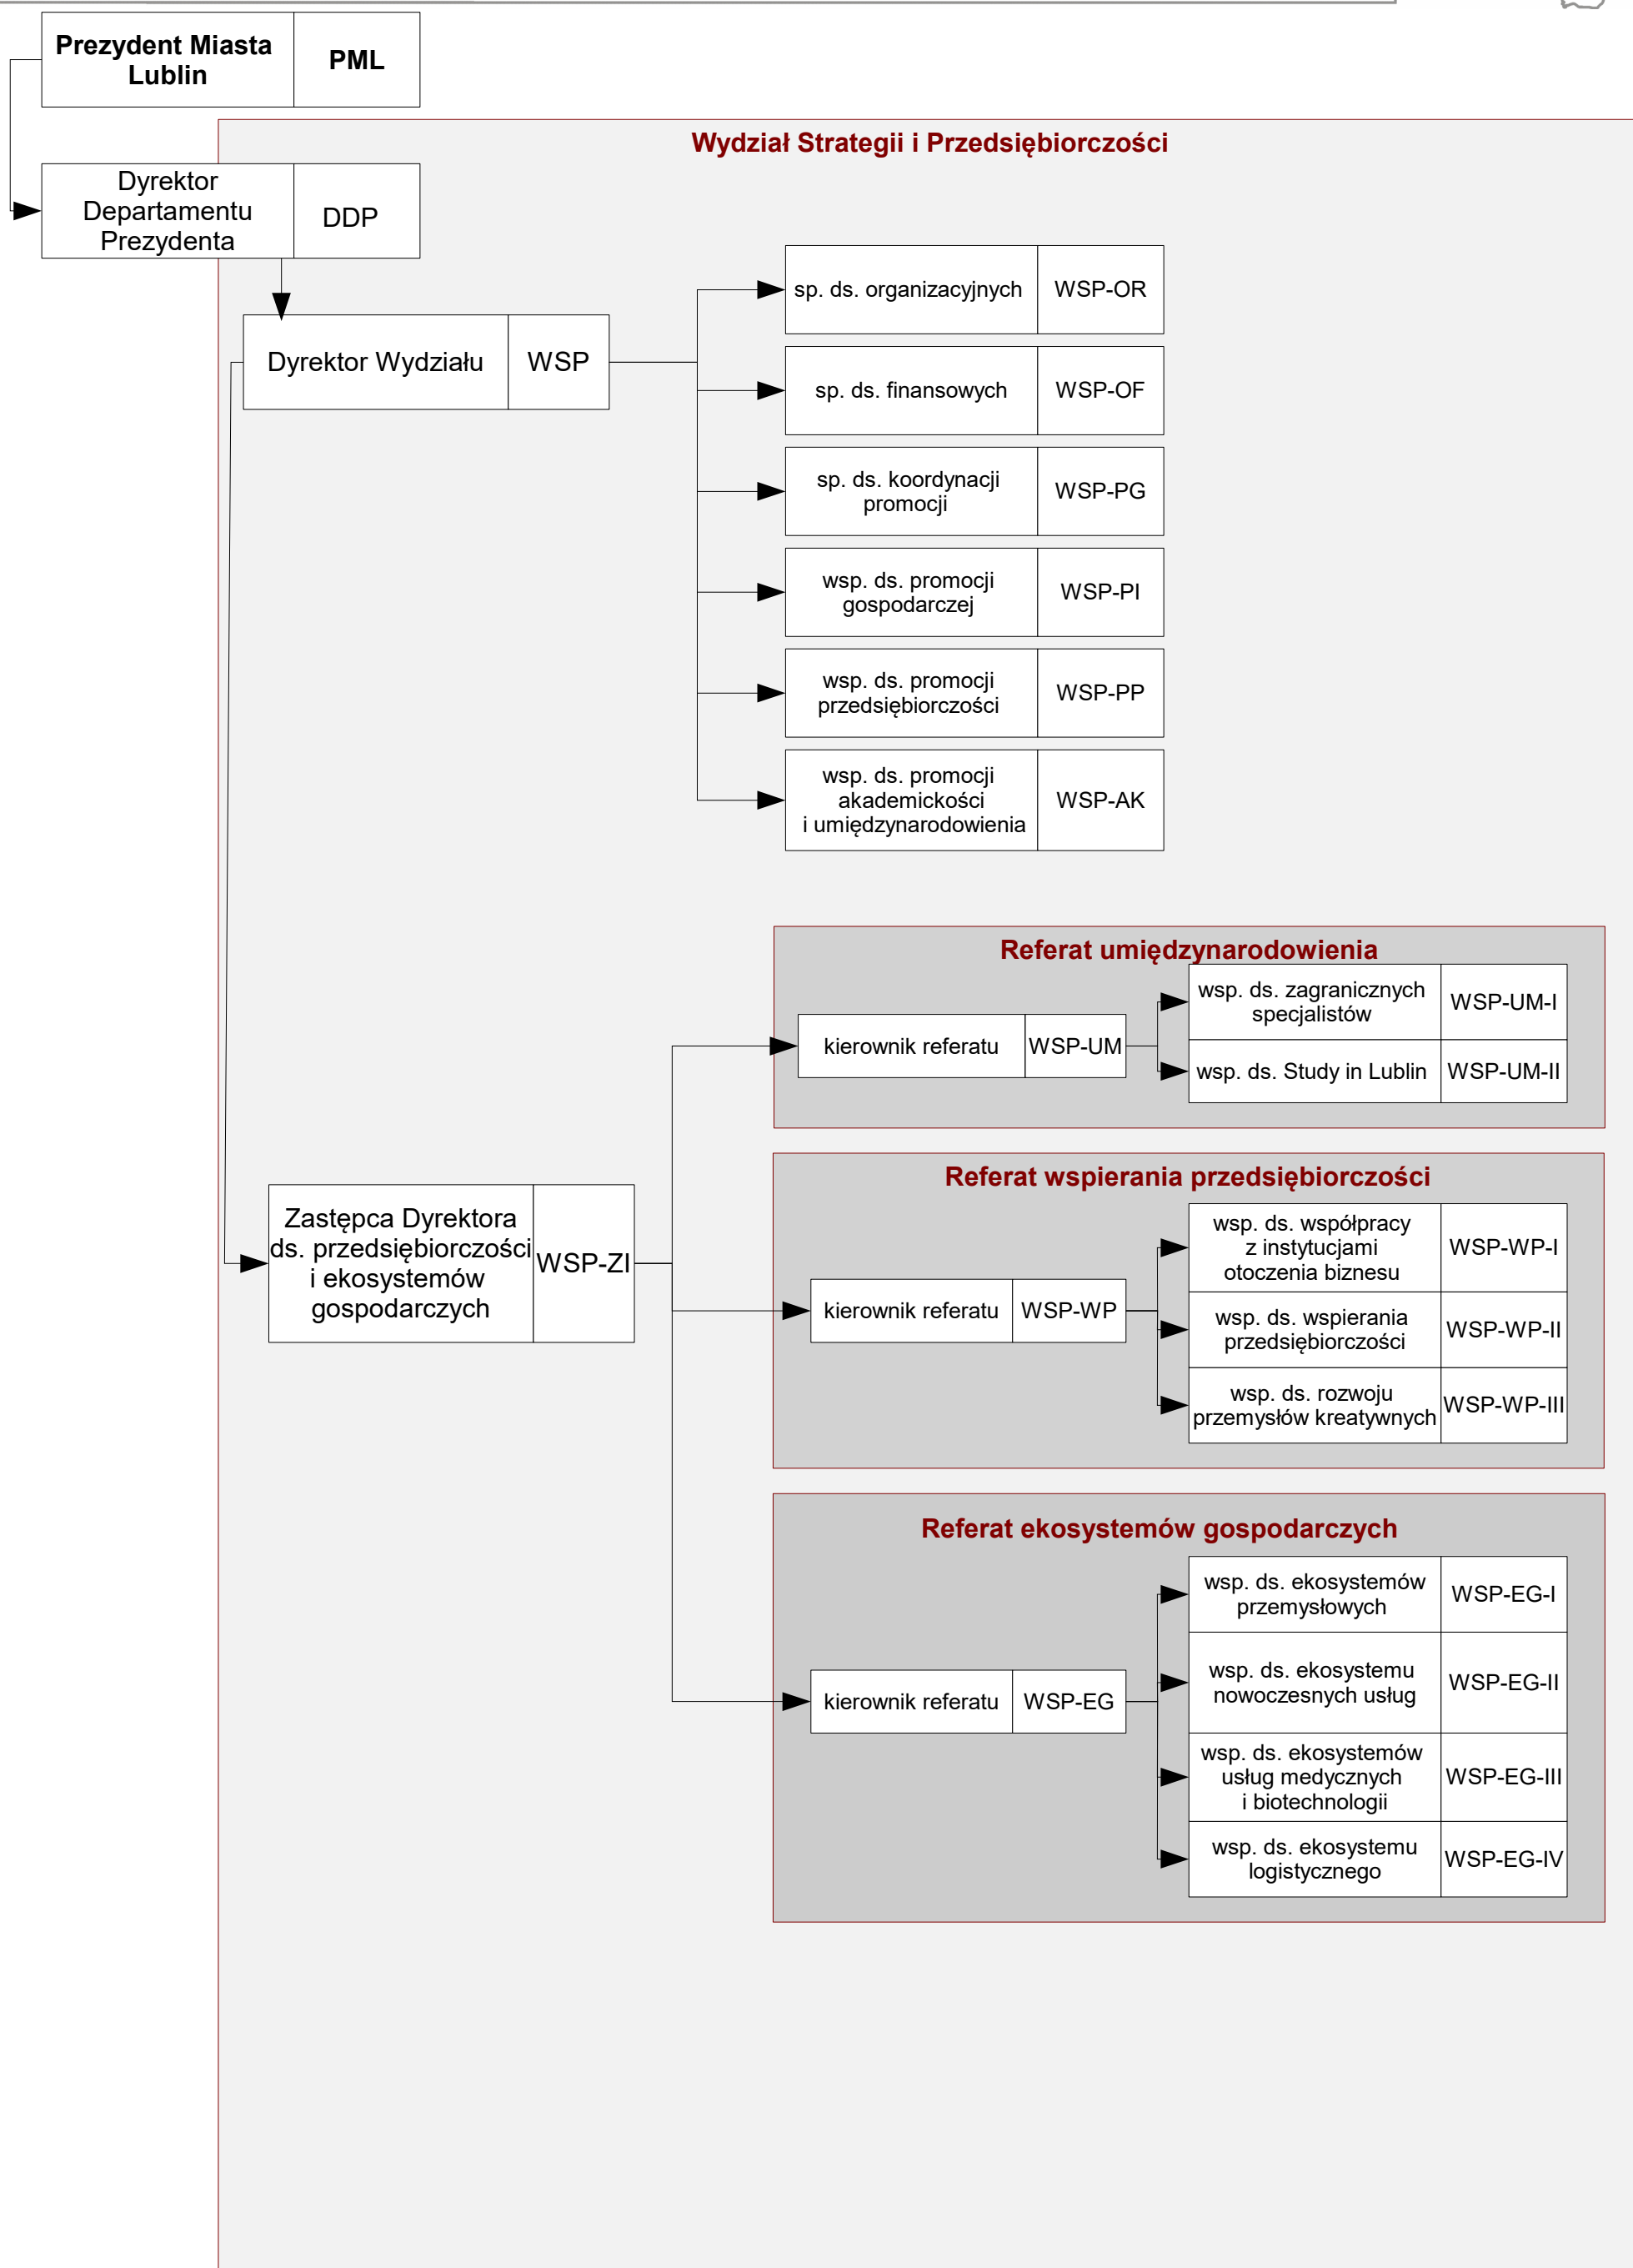 Prezydent Miasta
Lublin
PML
Wydział Strategii i Przedsiębiorczości
Dyrektor
Departamentu
Prezydenta
DDP
Dyrektor Wydziału
WSP
sp. ds. organizacyjnych
WSP-OR
sp. ds. finansowych
WSP-OF
sp. ds. koordynacji
promocji
WSP-PG
wsp. ds. promocji
gospodarczej
WSP-PI
wsp. ds. promocji
przedsiębiorczości
WSP-PP
wsp. ds. promocji
akademickości
i umiędzynarodowienia
WSP-AK
Referat umiędzynarodowienia
kierownik referatu
WSP-UM
wsp. ds. zagranicznych
specjalistów
WSP-UM-I
wsp. ds. Study in Lublin
WSP-UM-II
Zastępca Dyrektora
ds. przedsiębiorczości
i ekosystemów
gospodarczych
WSP-ZI
Referat wspierania przedsiębiorczości
kierownik referatu
WSP-WP
wsp. ds. współpracy
z instytucjami
otoczenia biznesu
WSP-WP-I
wsp. ds. wspierania
przedsiębiorczości
WSP-WP-II
wsp. ds. rozwoju
przemysłów kreatywnych
WSP-WP-III
Referat ekosystemów gospodarczych
kierownik referatu
WSP-EG
wsp. ds. ekosystemów
przemysłowych
WSP-EG-I
wsp. ds. ekosystemu
nowoczesnych usług
WSP-EG-II
wsp. ds. ekosystemów
usług medycznych
i biotechnologii
WSP-EG-III
wsp. ds. ekosystemu
logistycznego
WSP-EG-IV